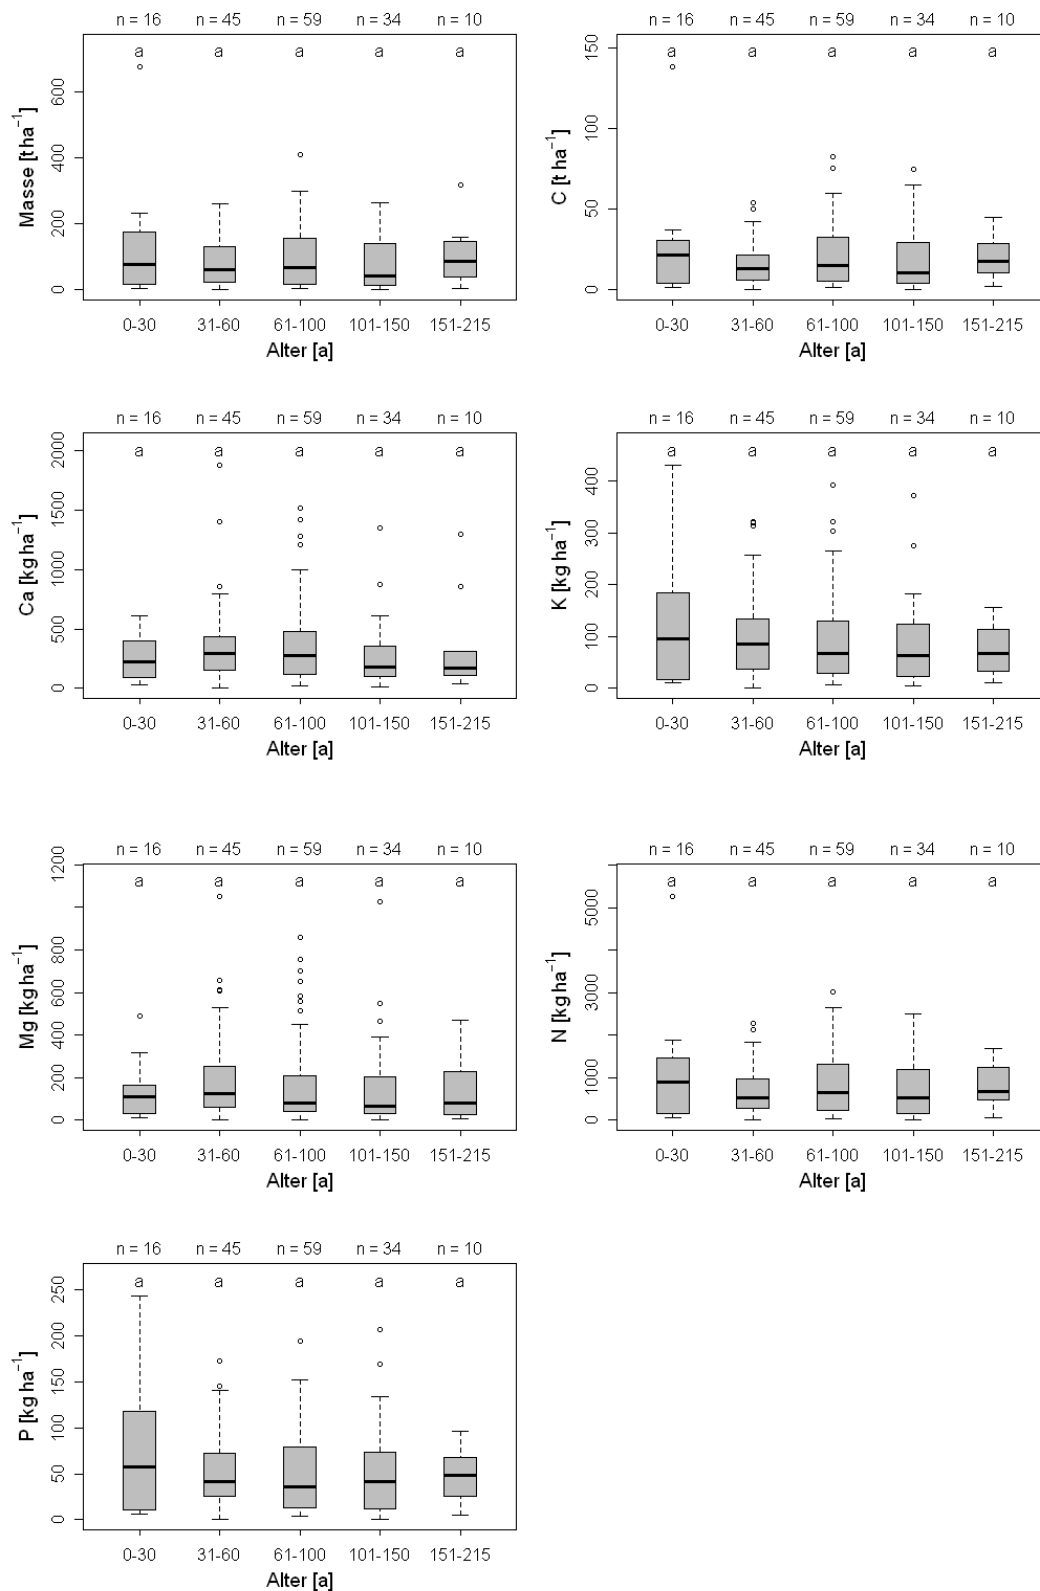 n = 16 n = 45 n = 59 n = 34 n = 10
a a a a a
Masse [t ha⁻¹]
600
400
200
0
0-30 31-60 61-100 101-150 151-215
Alter [a]
n = 16 n = 45 n = 59 n = 34 n = 10
a a a a a
C [t ha⁻¹]
150
100
50
0
0-30 31-60 61-100 101-150 151-215
Alter [a]
n = 16 n = 45 n = 59 n = 34 n = 10
a a a a a
Ca [kg ha⁻¹]
2000
1500
1000
500
0
0-30 31-60 61-100 101-150 151-215
Alter [a]
n = 16 n = 45 n = 59 n = 34 n = 10
a a a a a
K [kg ha⁻¹]
400
300
200
100
0
0-30 31-60 61-100 101-150 151-215
Alter [a]
n = 16 n = 45 n = 59 n = 34 n = 10
a a a a a
Mg [kg ha⁻¹]
1200
800
600
400
200
0
0-30 31-60 61-100 101-150 151-215
Alter [a]
n = 16 n = 45 n = 59 n = 34 n = 10
a a a a a
N [kg ha⁻¹]
5000
3000
1000
0
0-30 31-60 61-100 101-150 151-215
Alter [a]
n = 16 n = 45 n = 59 n = 34 n = 10
a a a a a
P [kg ha⁻¹]
250
200
150
100
50
0
0-30 31-60 61-100 101-150 151-215
Alter [a]